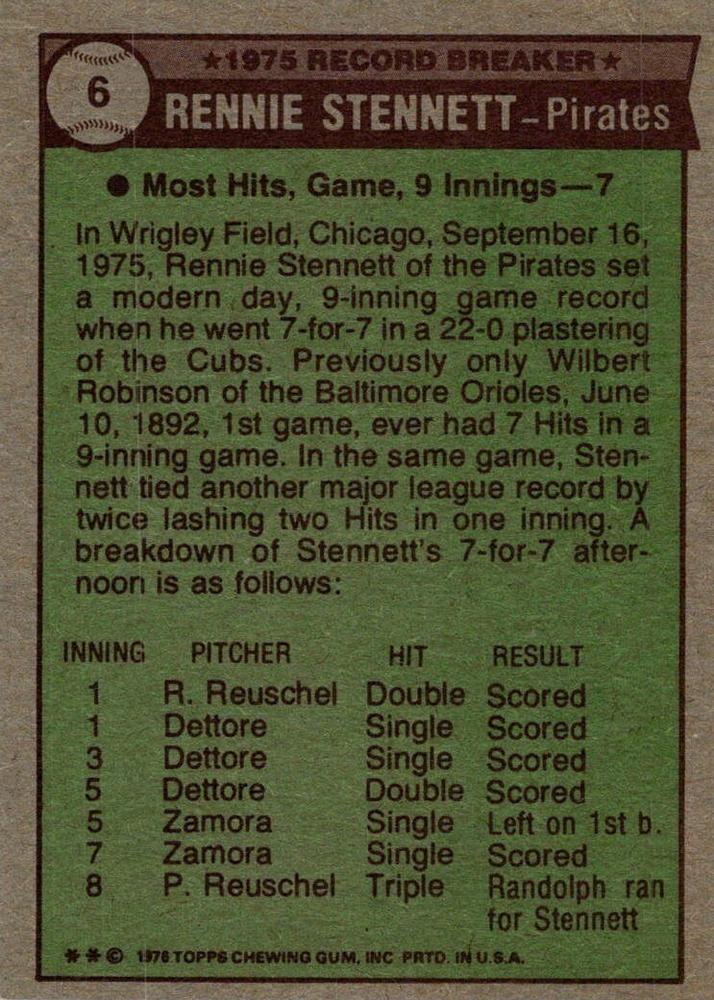 6
★1975 RECORD BREAKER★
RENNIE STENNETT–Pirates
● Most Hits, Game, 9 Innings—7
In Wrigley Field, Chicago, September 16,
1975, Rennie Stennett of the Pirates set
a modern day, 9-inning game record
when he went 7-for-7 in a 22-0 plastering
of the Cubs. Previously only Wilbert
Robinson of the Baltimore Orioles, June
10, 1892, 1st game, ever had 7 Hits in a
9-inning game. In the same game, Sten-
nett tied another major league record by
twice lashing two Hits in one inning. A
breakdown of Stennett's 7-for-7 after-
noon is as follows:
INNING PITCHER HIT RESULT
1 R. Reuschel Double Scored
1 Dettore Single Scored
3 Dettore Single Scored
5 Dettore Double Scored
5 Zamora Single Left on 1st b.
7 Zamora Single Scored
8 P. Reuschel Triple Randolph ran
for Stennett
✱✱© 1976 TOPPS CHEWING GUM, INC PRTD. IN U.S.A.